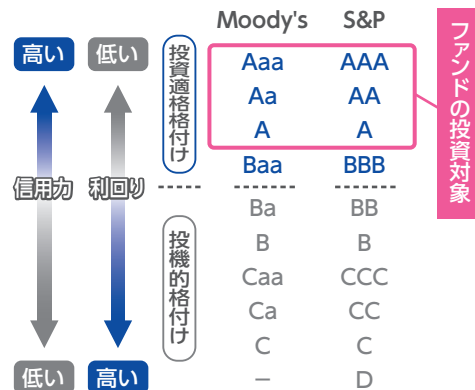 Moody's S&P
高い 低い
投資適格格付け
Aaa AAA
Aa AA
A A
Baa BBB
ファンドの投資対象
信用力 利回り
投機的格付け
Ba BB
B B
Caa CCC
Ca CC
C C
– D
低い 高い